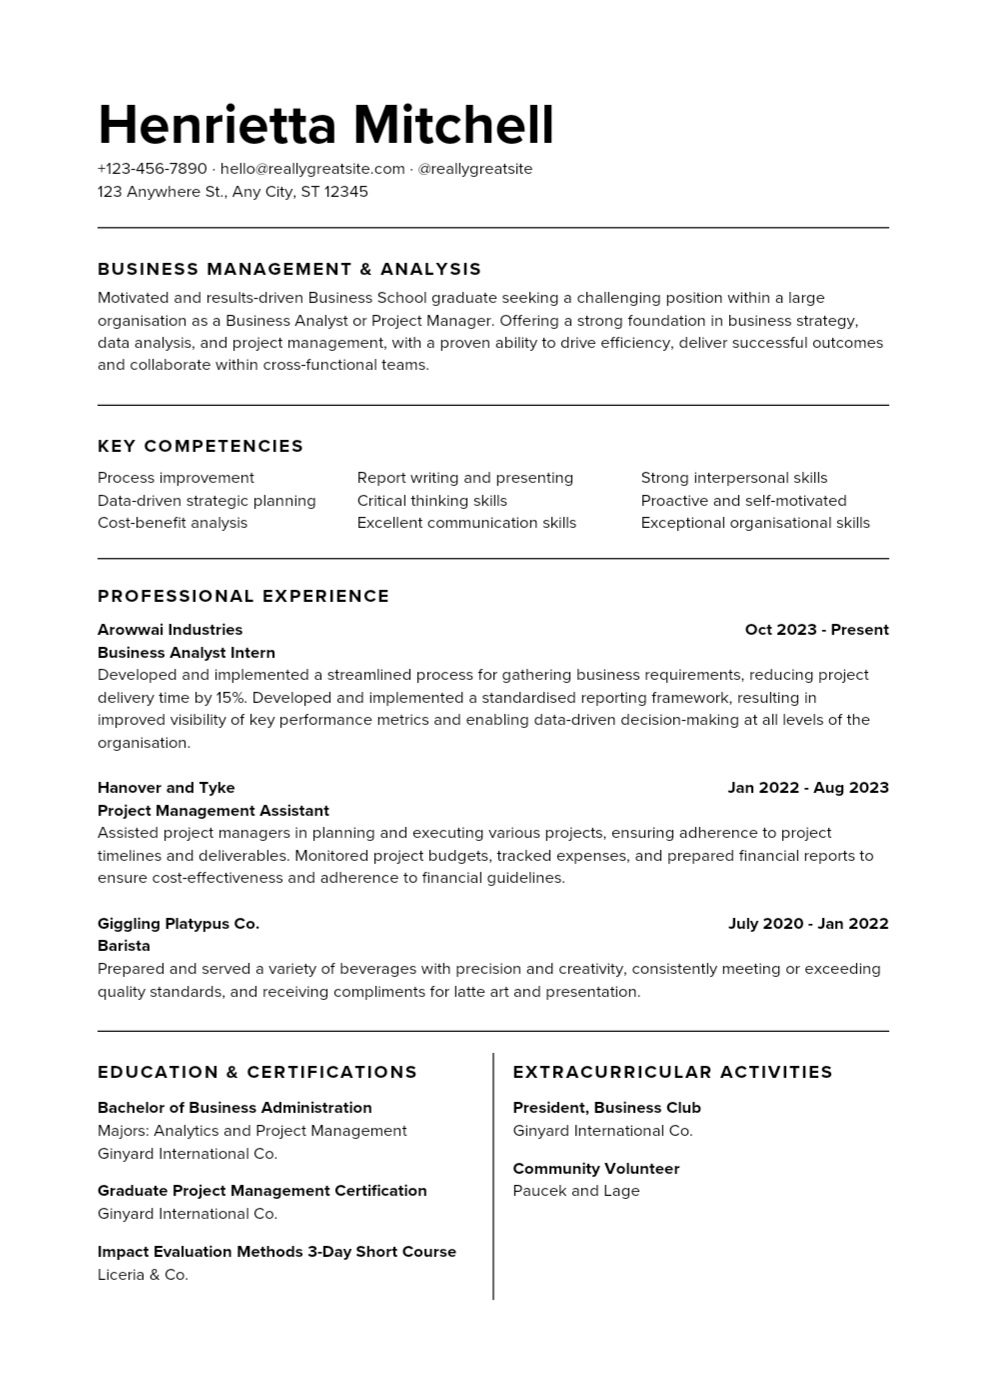 Henrietta Mitchell
+123-456-7890 · hello@reallygreatsite.com · @reallygreatsite
123 Anywhere St., Any City, ST 12345
BUSINESS MANAGEMENT & ANALYSIS
Motivated and results-driven Business School graduate seeking a challenging position within a large
organisation as a Business Analyst or Project Manager. Offering a strong foundation in business strategy,
data analysis, and project management, with a proven ability to drive efficiency, deliver successful outcomes
and collaborate within cross-functional teams.
KEY COMPETENCIES
Process improvement
Data-driven strategic planning
Cost-benefit analysis
Report writing and presenting
Critical thinking skills
Excellent communication skills
Strong interpersonal skills
Proactive and self-motivated
Exceptional organisational skills
PROFESSIONAL EXPERIENCE
Arowwai Industries Oct 2023 - Present
Business Analyst Intern
Developed and implemented a streamlined process for gathering business requirements, reducing project
delivery time by 15%. Developed and implemented a standardised reporting framework, resulting in
improved visibility of key performance metrics and enabling data-driven decision-making at all levels of the
organisation.
Hanover and Tyke Jan 2022 - Aug 2023
Project Management Assistant
Assisted project managers in planning and executing various projects, ensuring adherence to project
timelines and deliverables. Monitored project budgets, tracked expenses, and prepared financial reports to
ensure cost-effectiveness and adherence to financial guidelines.
Giggling Platypus Co. July 2020 - Jan 2022
Barista
Prepared and served a variety of beverages with precision and creativity, consistently meeting or exceeding
quality standards, and receiving compliments for latte art and presentation.
EDUCATION & CERTIFICATIONS
Bachelor of Business Administration
Majors: Analytics and Project Management
Ginyard International Co.
Graduate Project Management Certification
Ginyard International Co.
Impact Evaluation Methods 3-Day Short Course
Liceria & Co.
EXTRACURRICULAR ACTIVITIES
President, Business Club
Ginyard International Co.
Community Volunteer
Paucek and Lage